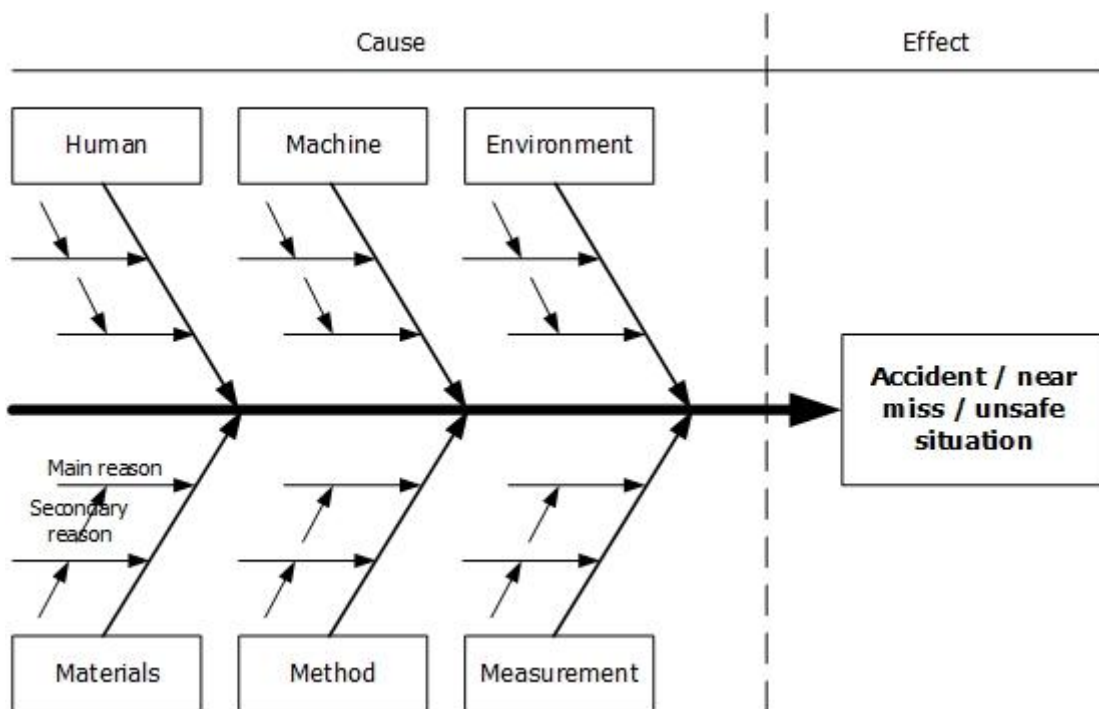 Cause
Effect
Human
Machine
Environment
Accident / near
miss / unsafe
situation
Main reason
Secondary
reason
Materials
Method
Measurement